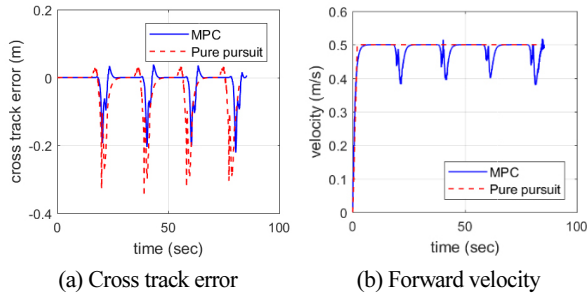 0.2
0
-0.2
-0.4
0
50
100
cross track error (m)
time (sec)
MPC
Pure pursuit
(a) Cross track error
0.6
0.5
0.4
0.3
0.2
0.1
0
0
50
100
velocity (m/s)
time (sec)
MPC
Pure pursuit
(b) Forward velocity